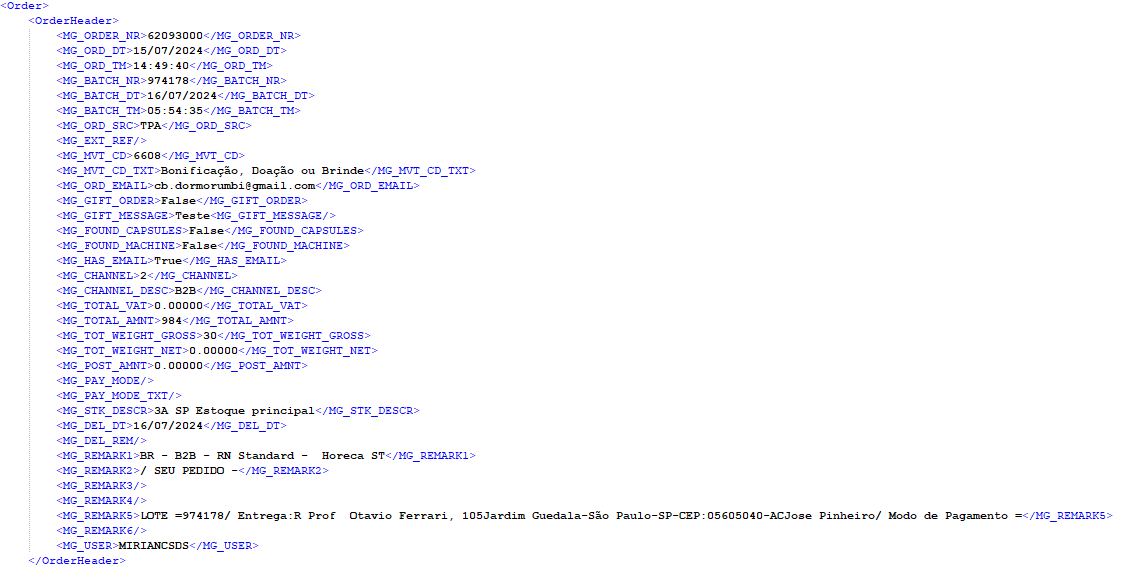 <Order>
<OrderHeader>
<MG_ORDER_NR>62093000</MG_ORDER_NR>
<MG_ORD_DT>15/07/2024</MG_ORD_DT>
<MG_ORD_TM>14:49:40</MG_ORD_TM>
<MG_BATCH_NR>974178</MG_BATCH_NR>
<MG_BATCH_DT>16/07/2024</MG_BATCH_DT>
<MG_BATCH_TM>05:54:35</MG_BATCH_TM>
<MG_ORD_SRC>TPA</MG_ORD_SRC>
<MG_EXT_REF/>
<MG_MVT_CD>6608</MG_MVT_CD>
<MG_MVT_CD_TXT>Bonificação, Doação ou Brinde</MG_MVT_CD_TXT>
<MG_ORD_EMAIL>cb.dormorumbi@gmail.com</MG_ORD_EMAIL>
<MG_GIFT_ORDER>False</MG_GIFT_ORDER>
<MG_GIFT_MESSAGE>Teste<MG_GIFT_MESSAGE/>
<MG_FOUND_CAPSULES>False</MG_FOUND_CAPSULES>
<MG_FOUND_MACHINE>False</MG_FOUND_MACHINE>
<MG_HAS_EMAIL>True</MG_HAS_EMAIL>
<MG_CHANNEL>2</MG_CHANNEL>
<MG_CHANNEL_DESC>B2B</MG_CHANNEL_DESC>
<MG_TOTAL_VAT>0.00000</MG_TOTAL_VAT>
<MG_TOTAL_AMNT>984</MG_TOTAL_AMNT>
<MG_TOT_WEIGHT_GROSS>30</MG_TOT_WEIGHT_GROSS>
<MG_TOT_WEIGHT_NET>0.00000</MG_TOT_WEIGHT_NET>
<MG_POST_AMNT>0.00000</MG_POST_AMNT>
<MG_PAY_MODE/>
<MG_PAY_MODE_TXT/>
<MG_STK_DESCR>3A SP Estoque principal</MG_STK_DESCR>
<MG_DEL_DT>16/07/2024</MG_DEL_DT>
<MG_DEL_REM/>
<MG_REMARK1>BR - B2B - RN Standard -  Horeca ST</MG_REMARK1>
<MG_REMARK2>/ SEU PEDIDO -</MG_REMARK2>
<MG_REMARK3/>
<MG_REMARK4/>
<MG_REMARK5>LOTE =974178/ Entrega:R Prof  Otavio Ferrari, 105Jardim Guedala-São Paulo-SP-CEP:05605040-ACJose Pinheiro/ Modo de Pagamento =</MG_REMARK5>
<MG_REMARK6/>
<MG_USER>MIRIANCSDS</MG_USER>
</OrderHeader>